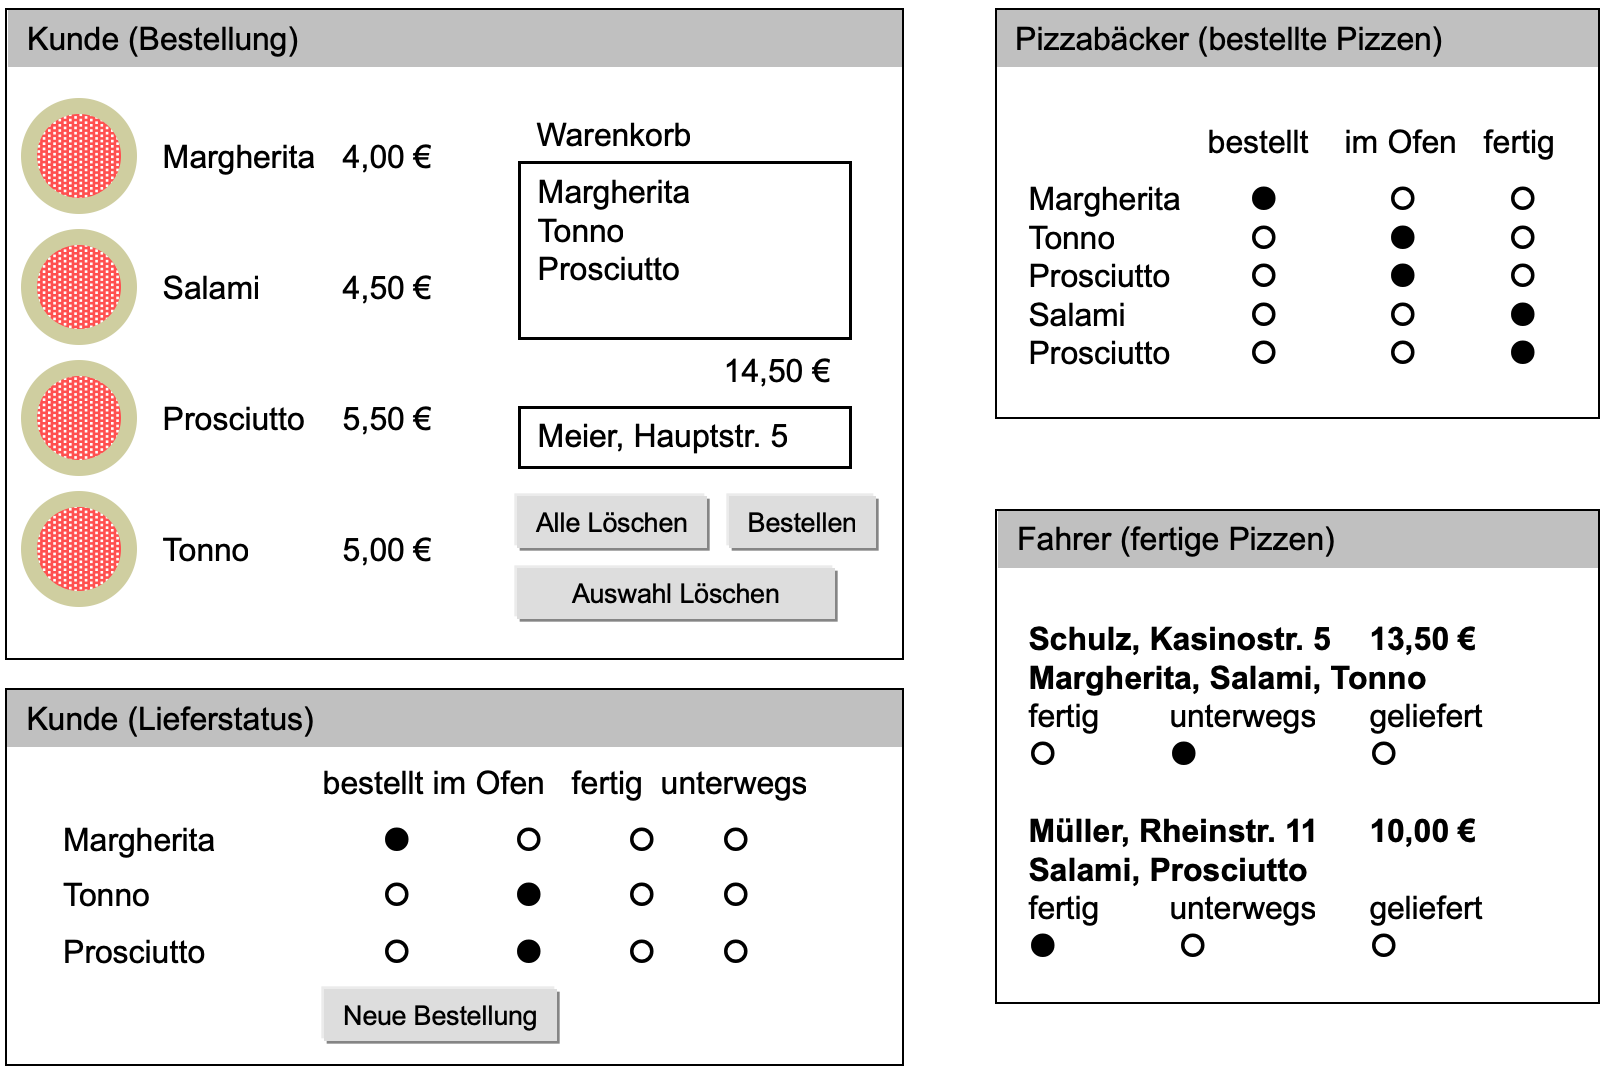 Kunde (Bestellung)
Margherita 4,00 €
Salami 4,50 €
Prosciutto 5,50 €
Tonno 5,00 €
Warenkorb
Margherita
Tonno
Prosciutto
14,50 €
Meier, Hauptstr. 5
Alle Löschen Bestellen
Auswahl Löschen
Kunde (Lieferstatus)
bestellt im Ofen fertig unterwegs
Margherita
Tonno
Prosciutto
Neue Bestellung
Pizzabäcker (bestellte Pizzen)
bestellt im Ofen fertig
Margherita
Tonno
Prosciutto
Salami
Prosciutto
Fahrer (fertige Pizzen)
Schulz, Kasinostr. 5 13,50 €
Margherita, Salami, Tonno
fertig unterwegs geliefert
Müller, Rheinstr. 11 10,00 €
Salami, Prosciutto
fertig unterwegs geliefert